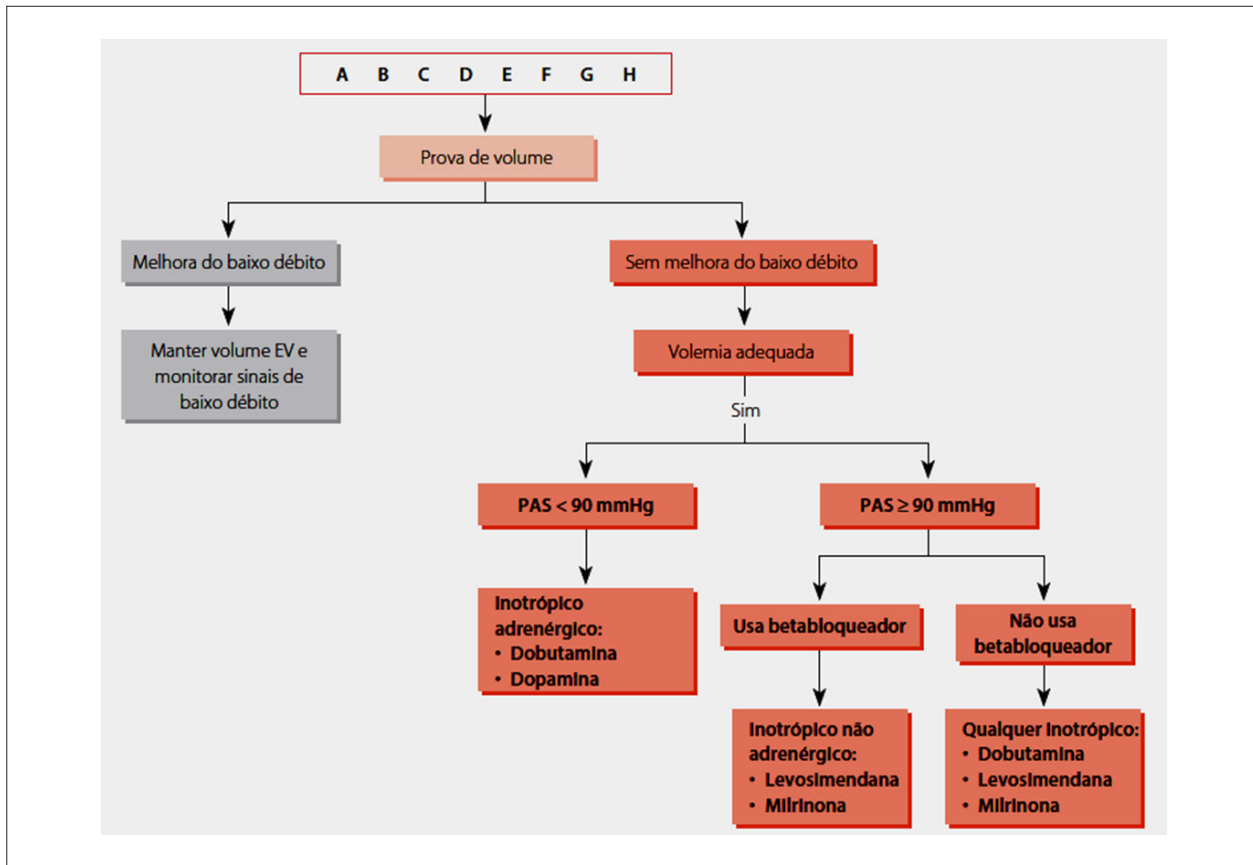 A B C D E F G H
Prova de volume
Melhora do baixo débito
Sem melhora do baixo débito
Manter volume EV e
monitorar sinais de
baixo débito
Volemia adequada
Sim
PAS < 90 mmHg
PAS ≥ 90 mmHg
Inotrópico
adrenérgico:
• Dobutamina
• Dopamina
Usa betabloqueador
Não usa
betabloqueador
Inotrópico não
adrenérgico:
• Levosimendana
• Milrinona
Qualquer inotrópico:
• Dobutamina
• Levosimendana
• Milrinona